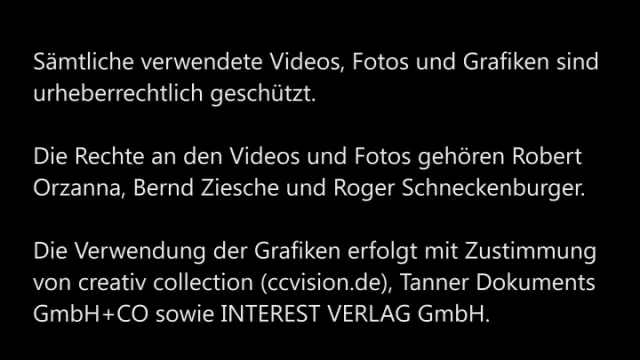 Sämtliche verwendete Videos, Fotos und Grafiken sind
urheberrechtlich geschützt.
Die Rechte an den Videos und Fotos gehören Robert
Orzanna, Bernd Ziesche und Roger Schneckenburger.
Die Verwendung der Grafiken erfolgt mit Zustimmung
von creativ collection (ccvision.de), Tanner Dokuments
GmbH+CO sowie INTEREST VERLAG GmbH.